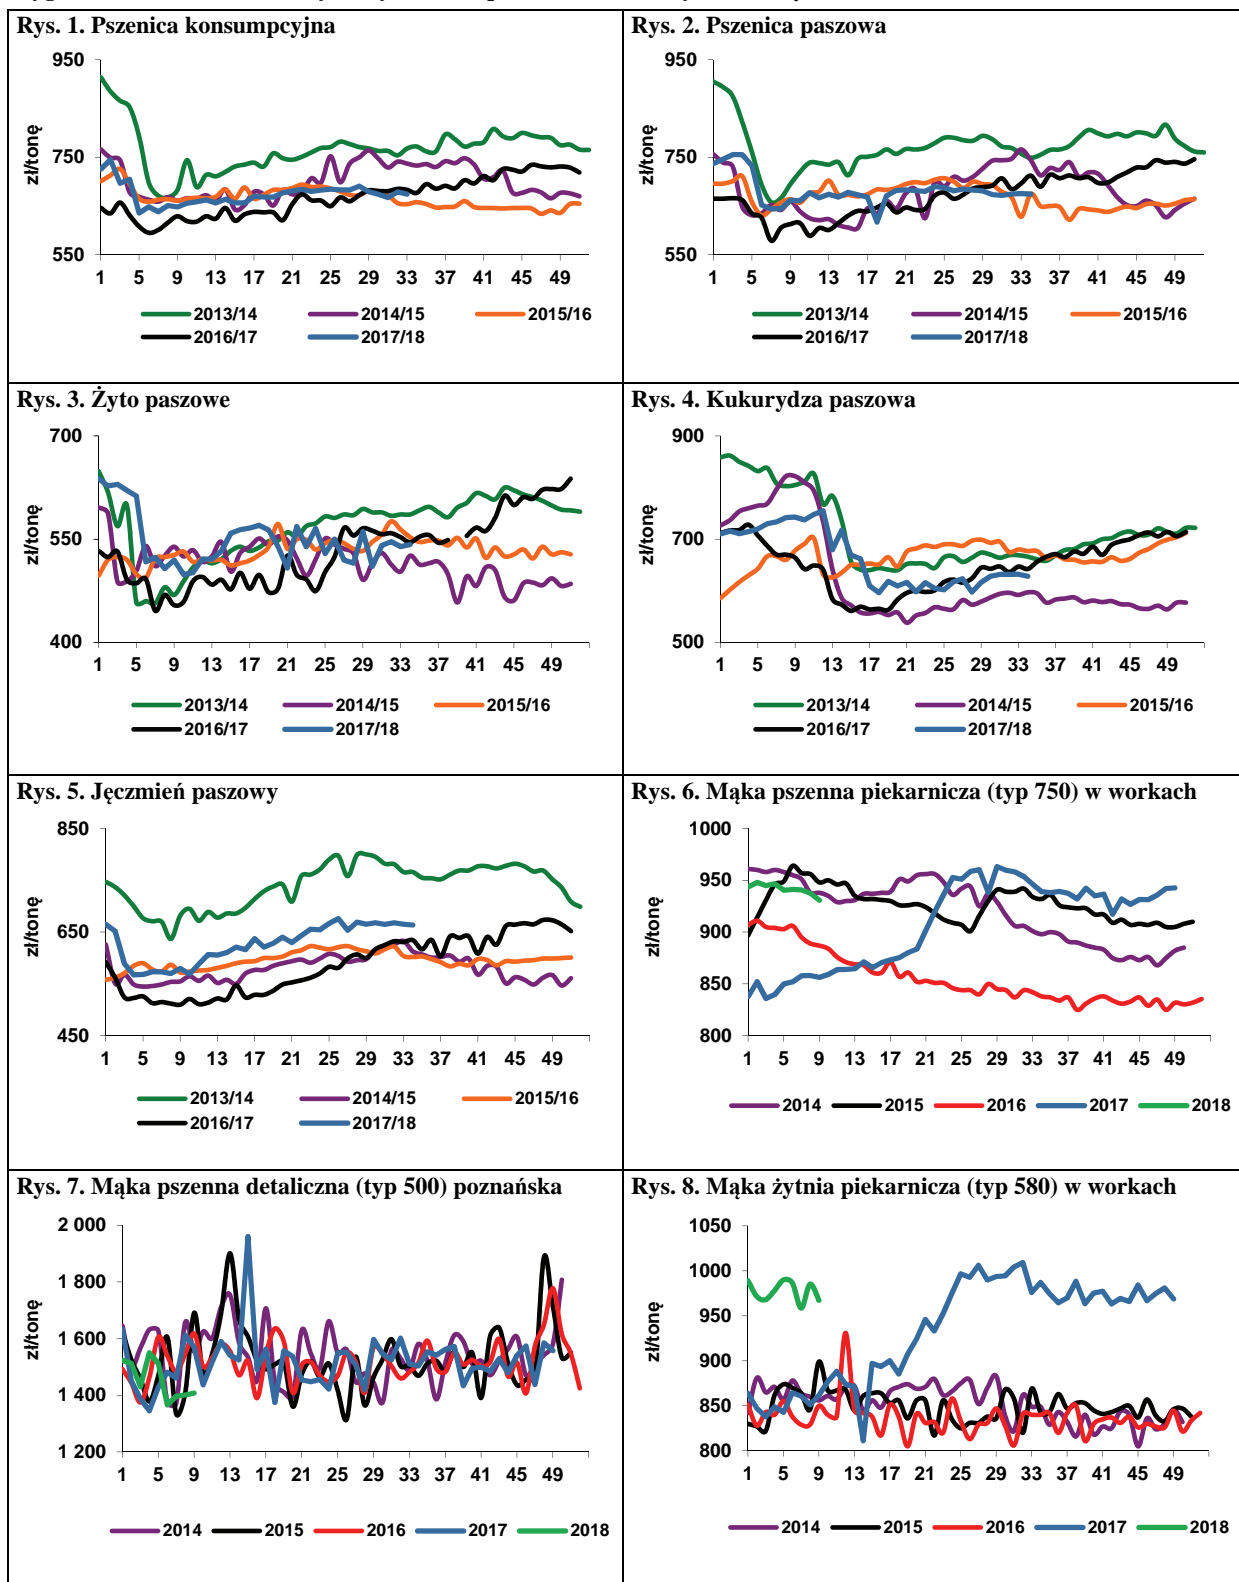 Rys. 1. Pszenica konsumpcyjna
950
750
550
zł/tonę
1 5 9 13 17 21 25 29 33 37 41 45 49
2013/14 2014/15 2015/16
2016/17 2017/18
Rys. 2. Pszenica paszowa
950
750
550
zł/tonę
1 5 9 13 17 21 25 29 33 37 41 45 49
2013/14 2014/15 2015/16
2016/17 2017/18
Rys. 3. Żyto paszowe
700
550
400
zł/tonę
1 5 9 13 17 21 25 29 33 37 41 45 49
2013/14 2014/15 2015/16
2016/17 2017/18
Rys. 4. Kukurydza paszowa
900
700
500
zł/tonę
1 5 9 13 17 21 25 29 33 37 41 45 49
2013/14 2014/15 2015/16
2016/17 2017/18
Rys. 5. Jęczmień paszowy
850
650
450
zł/tonę
1 5 9 13 17 21 25 29 33 37 41 45 49
2013/14 2014/15 2015/16
2016/17 2017/18
Rys. 6. Mąka pszenna piekarnicza (typ 750) w workach
1000
950
900
850
800
zł/tonę
1 5 9 13 17 21 25 29 33 37 41 45 49
2014 2015 2016 2017 2018
Rys. 7. Mąka pszenna detaliczna (typ 500) poznańska
2 000
1 800
1 600
1 400
1 200
zł/tonę
1 5 9 13 17 21 25 29 33 37 41 45 49
2014 2015 2016 2017 2018
Rys. 8. Mąka żytnia piekarnicza (typ 580) w workach
1050
1000
950
900
850
800
zł/tonę
1 5 9 13 17 21 25 29 33 37 41 45 49
2014 2015 2016 2017 2018